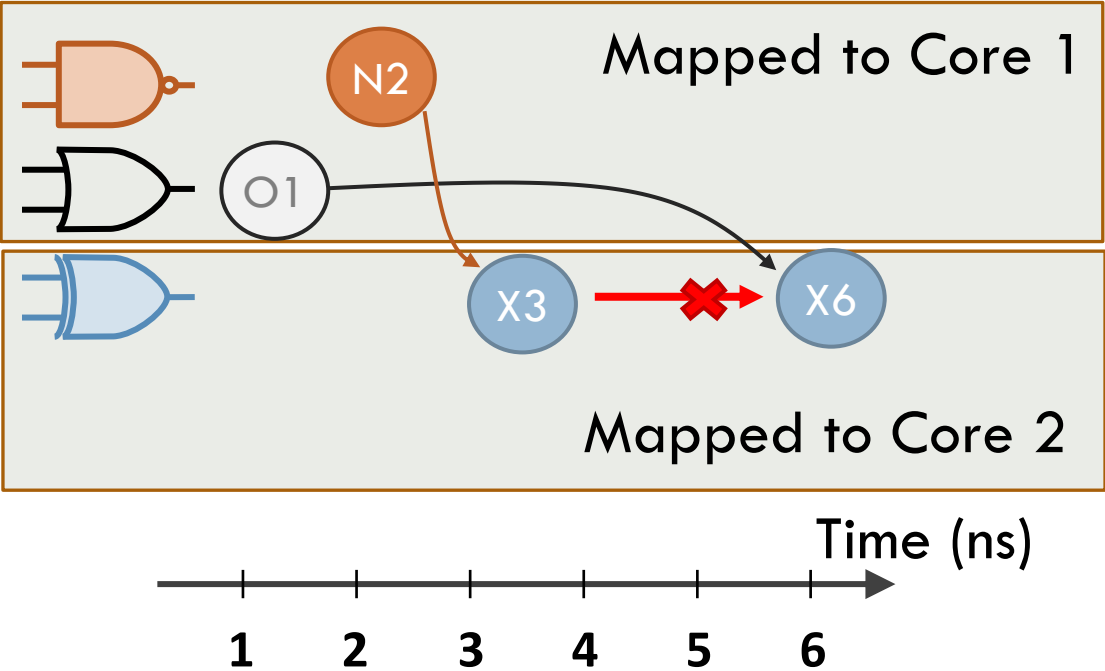 Mapped to Core 1
N2
O1
X3
X6
Mapped to Core 2
Time (ns)
1 2 3 4 5 6